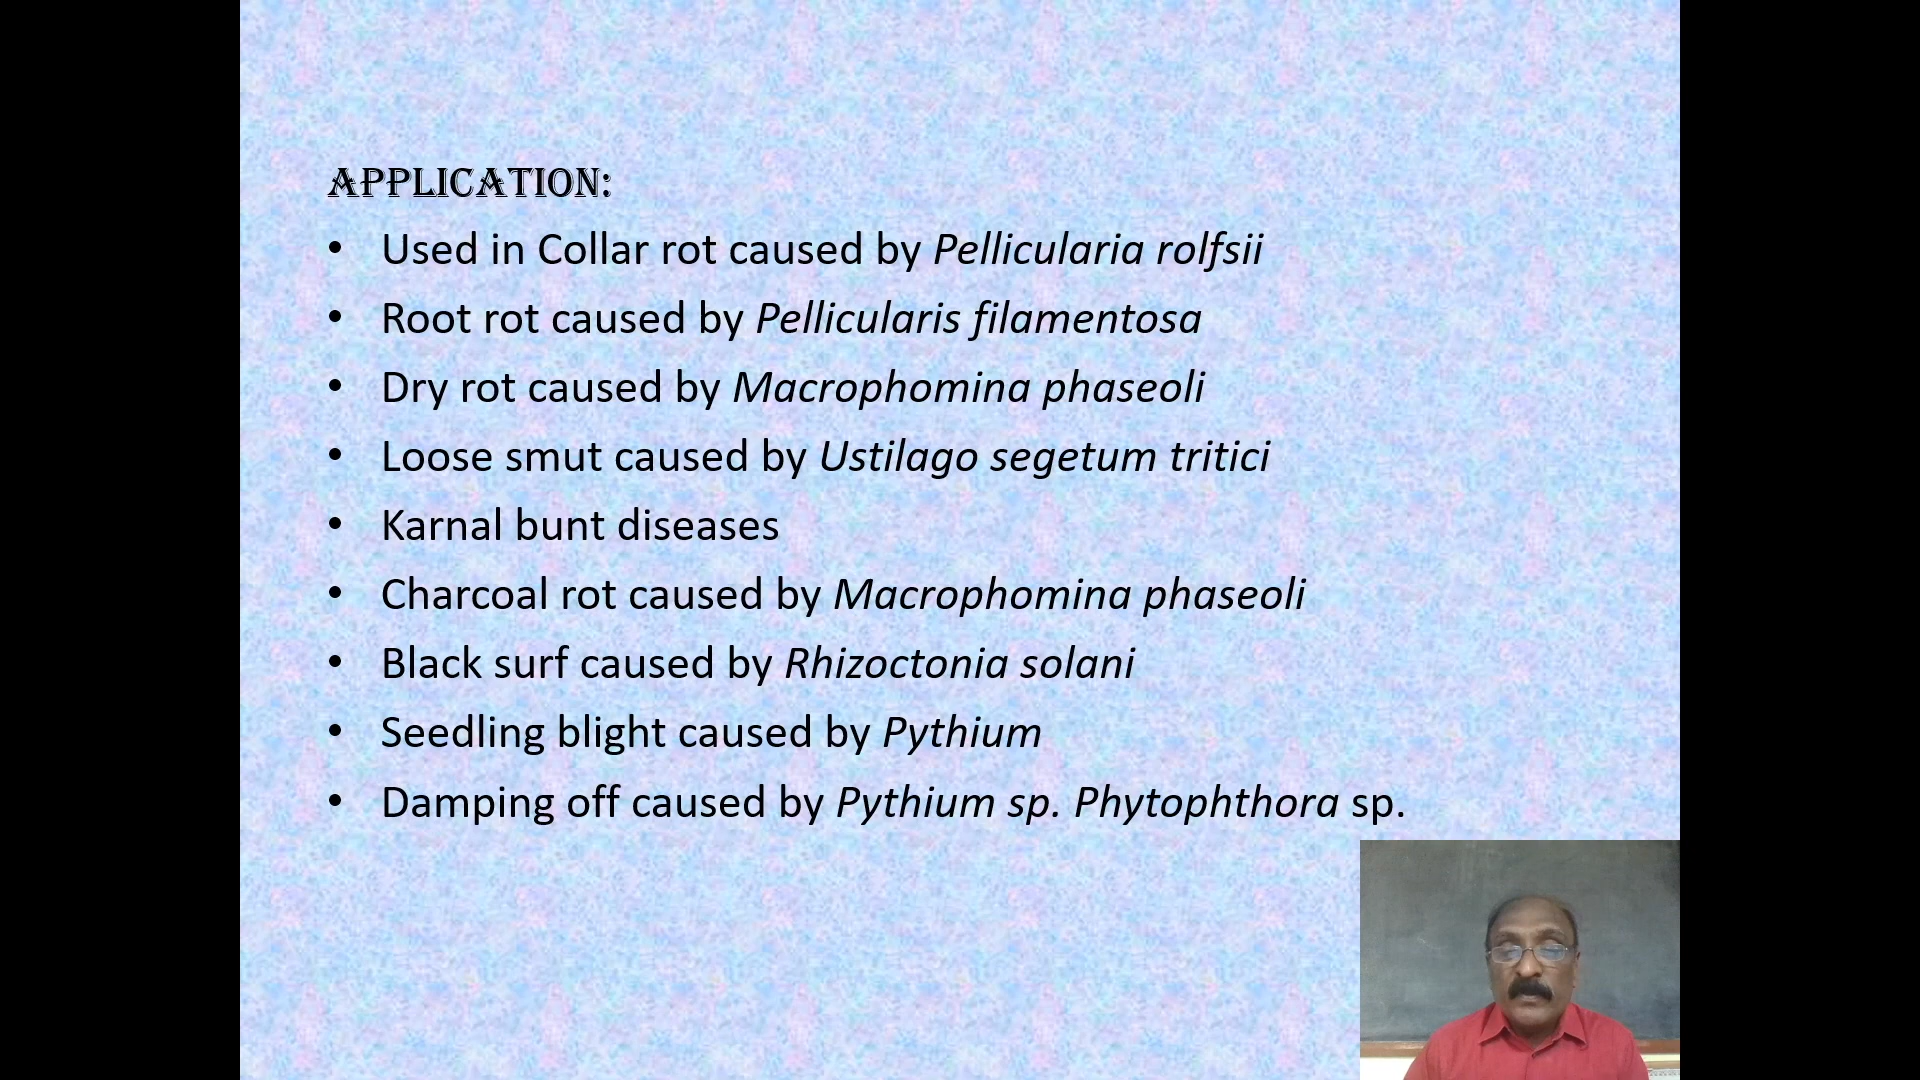 APPLICATION:
• Used in Collar rot caused by Pellicularia rolfsii
• Root rot caused by Pellicularis filamentosa
• Dry rot caused by Macrophomina phaseoli
• Loose smut caused by Ustilago segetum tritici
• Karnal bunt diseases
• Charcoal rot caused by Macrophomina phaseoli
• Black surf caused by Rhizoctonia solani
• Seedling blight caused by Pythium
• Damping off caused by Pythium sp. Phytophthora sp.